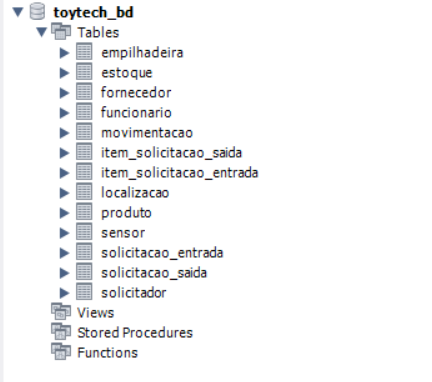 toytech_bd
Tables
empilhadeira
estoque
fornecedor
funcionario
movimentacao
item_solicitacao_saida
item_solicitacao_entrada
localizacao
produto
sensor
solicitacao_entrada
solicitacao_saida
solicitador
Views
Stored Procedures
Functions